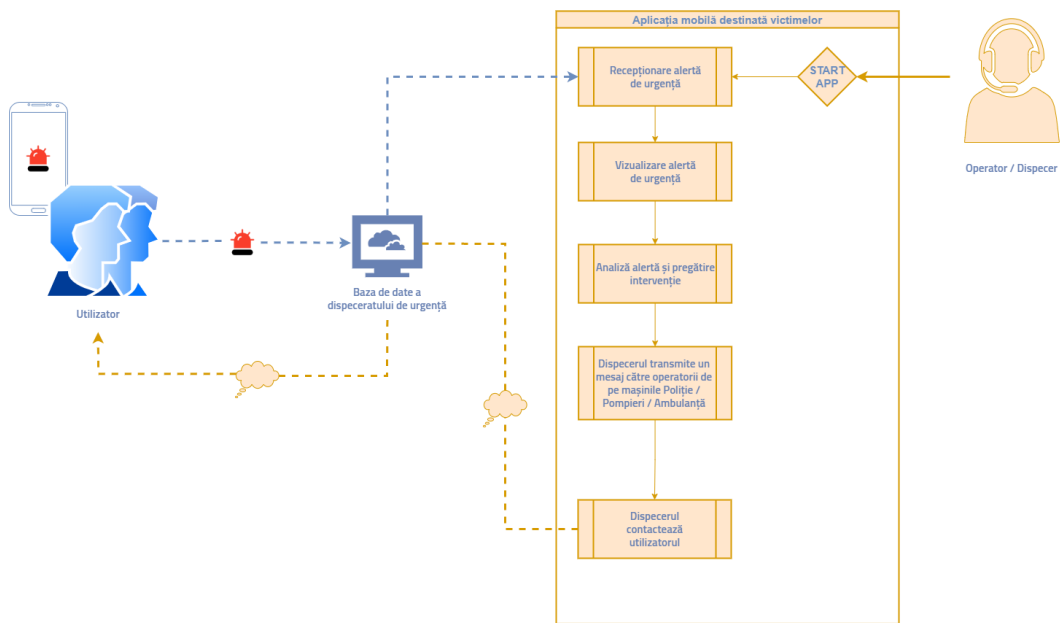 Aplicația mobilă destinată victimelor
Recepționare alertă
de urgență
START
APP
Operator / Dispecer
Vizualizare alertă
de urgență
Analiză alertă și pregătire
intervenție
Baza de date a
dispeceratului de urgență
Utilizator
Dispecerul transmite un
mesaj către operatorii de
pe mașinile Poliție /
Pompieri / Ambulanță
Dispecerul
contactează
utilizatorul